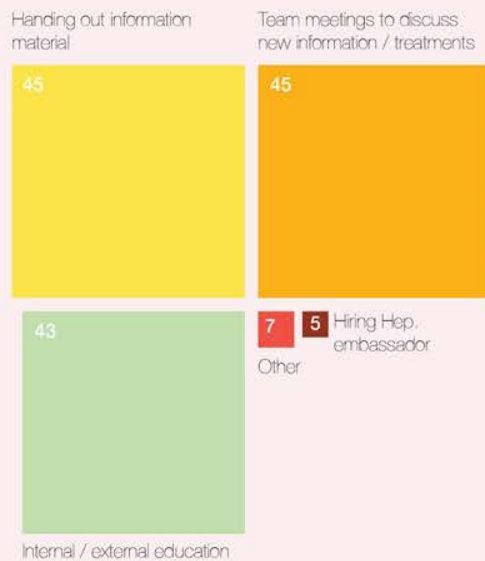 Handing out information
material
45
Team meetings to discuss
new information / treatments
45
43
Internal / external education
7
Other
5
Hiring Hep.
embassador